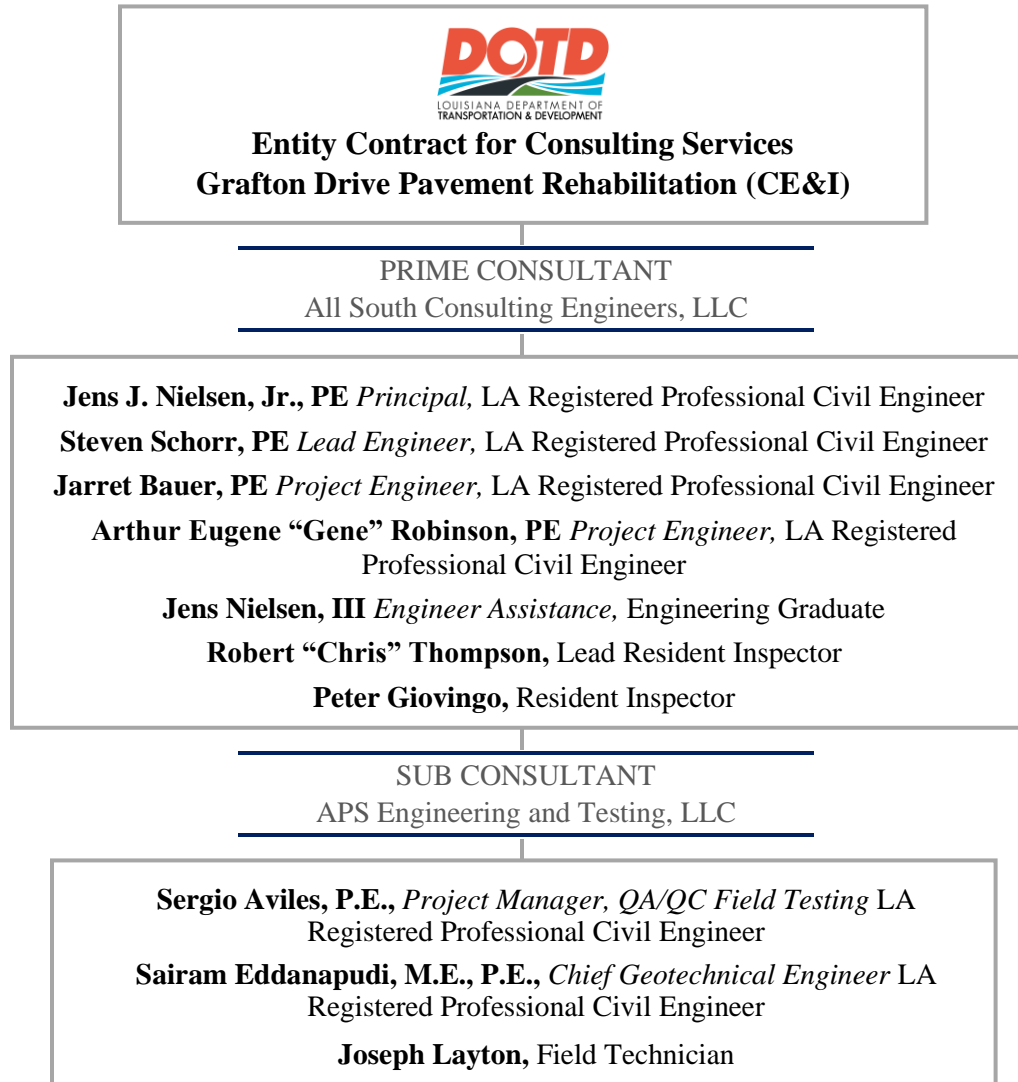 DOTD
LOUISIANA DEPARTMENT OF
TRANSPORTATION & DEVELOPMENT
Entity Contract for Consulting Services
Grafton Drive Pavement Rehabilitation (CE&I)
PRIME CONSULTANT
All South Consulting Engineers, LLC
Jens J. Nielsen, Jr., PE Principal, LA Registered Professional Civil Engineer
Steven Schorr, PE Lead Engineer, LA Registered Professional Civil Engineer
Jarret Bauer, PE Project Engineer, LA Registered Professional Civil Engineer
Arthur Eugene “Gene” Robinson, PE Project Engineer, LA Registered
Professional Civil Engineer
Jens Nielsen, III Engineer Assistance, Engineering Graduate
Robert “Chris” Thompson, Lead Resident Inspector
Peter Giovingo, Resident Inspector
SUB CONSULTANT
APS Engineering and Testing, LLC
Sergio Aviles, P.E., Project Manager, QA/QC Field Testing LA
Registered Professional Civil Engineer
Sairam Eddanapudi, M.E., P.E., Chief Geotechnical Engineer LA
Registered Professional Civil Engineer
Joseph Layton, Field Technician